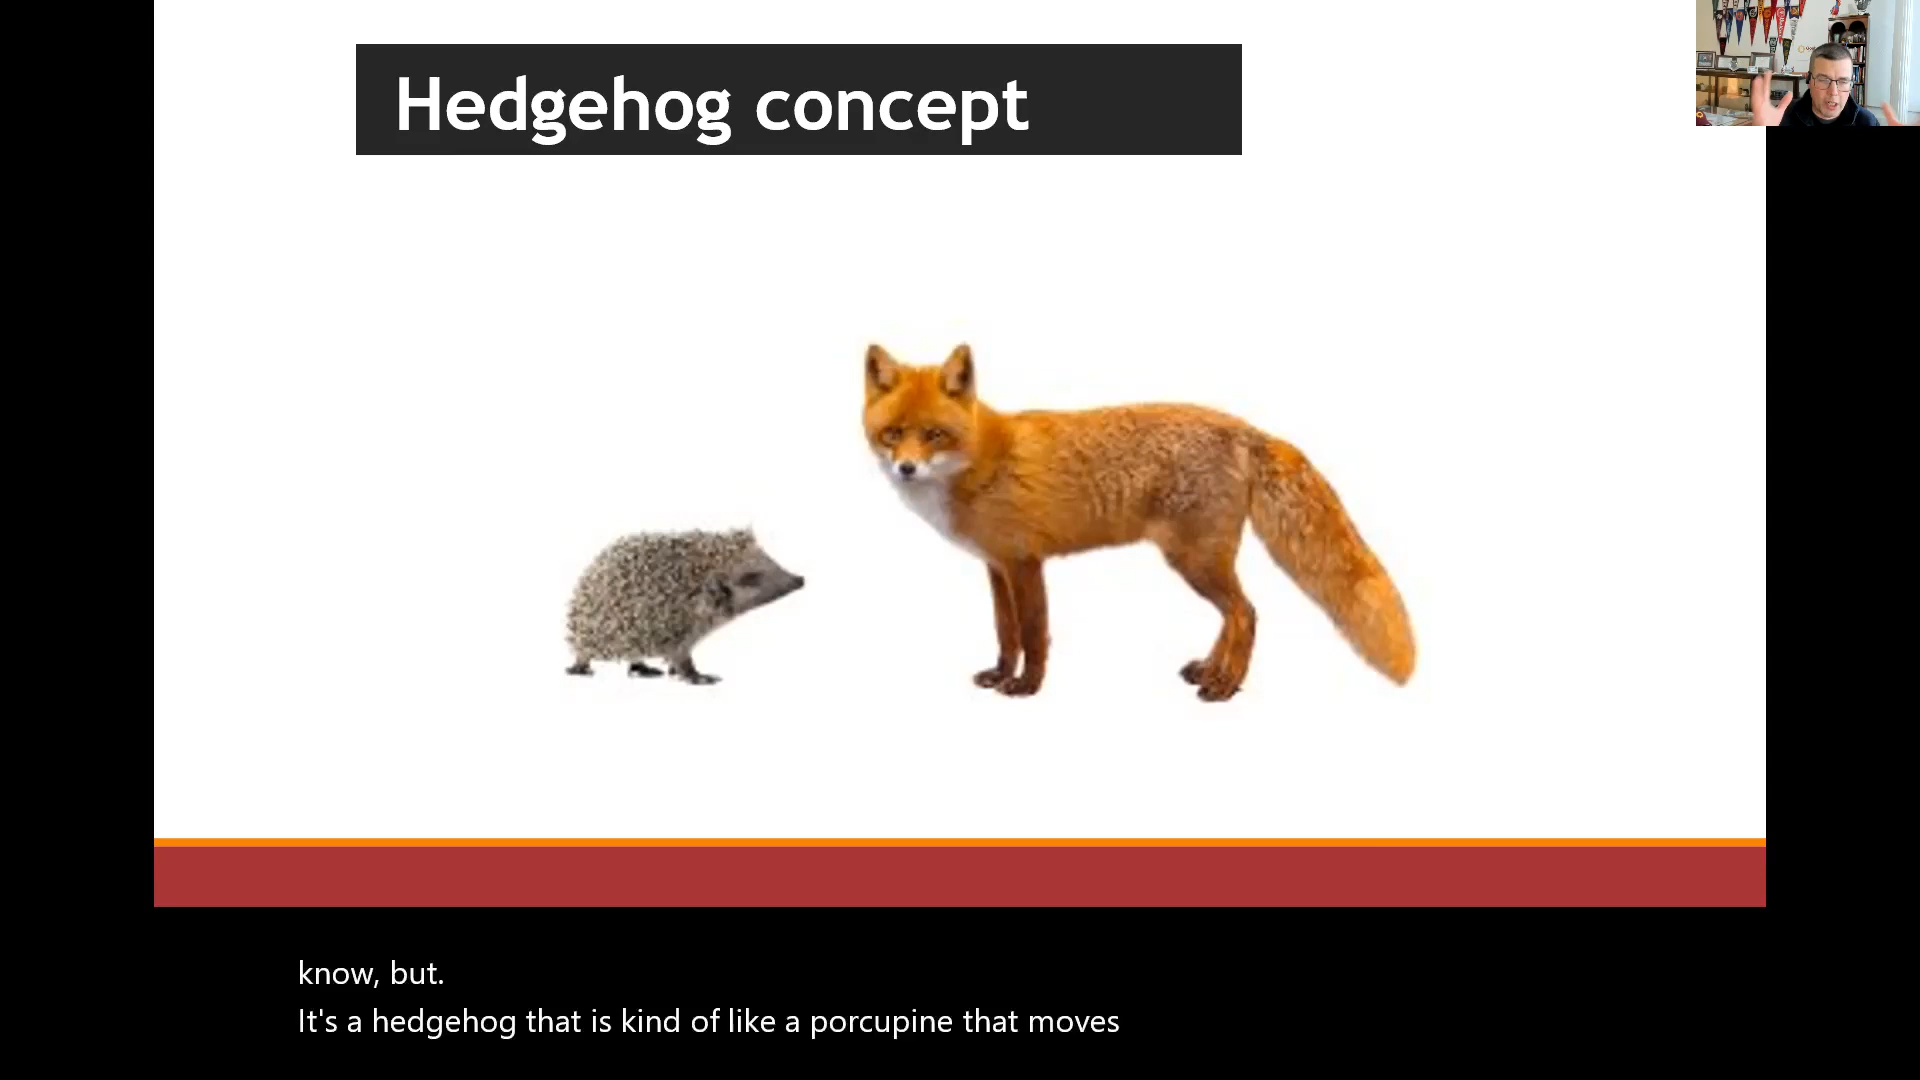 Hedgehog concept
know, but.
It's a hedgehog that is kind of like a porcupine that moves